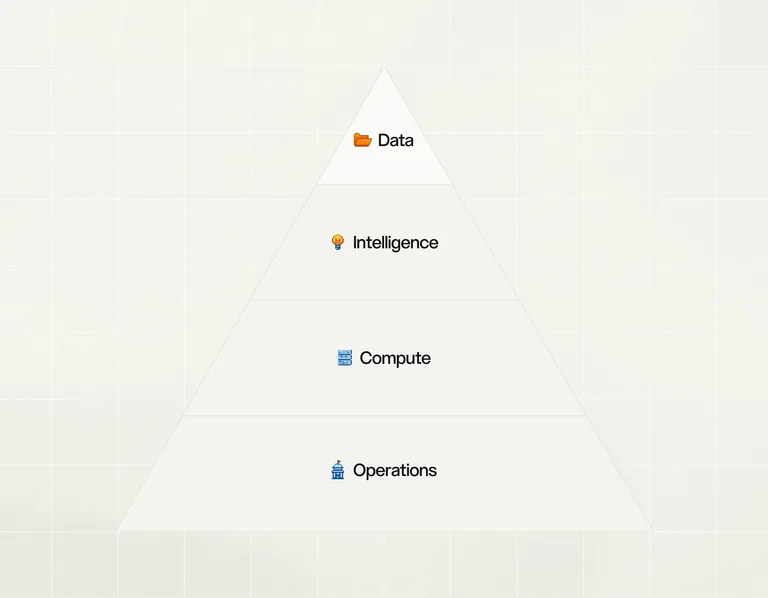 Data
Intelligence
Compute
Operations